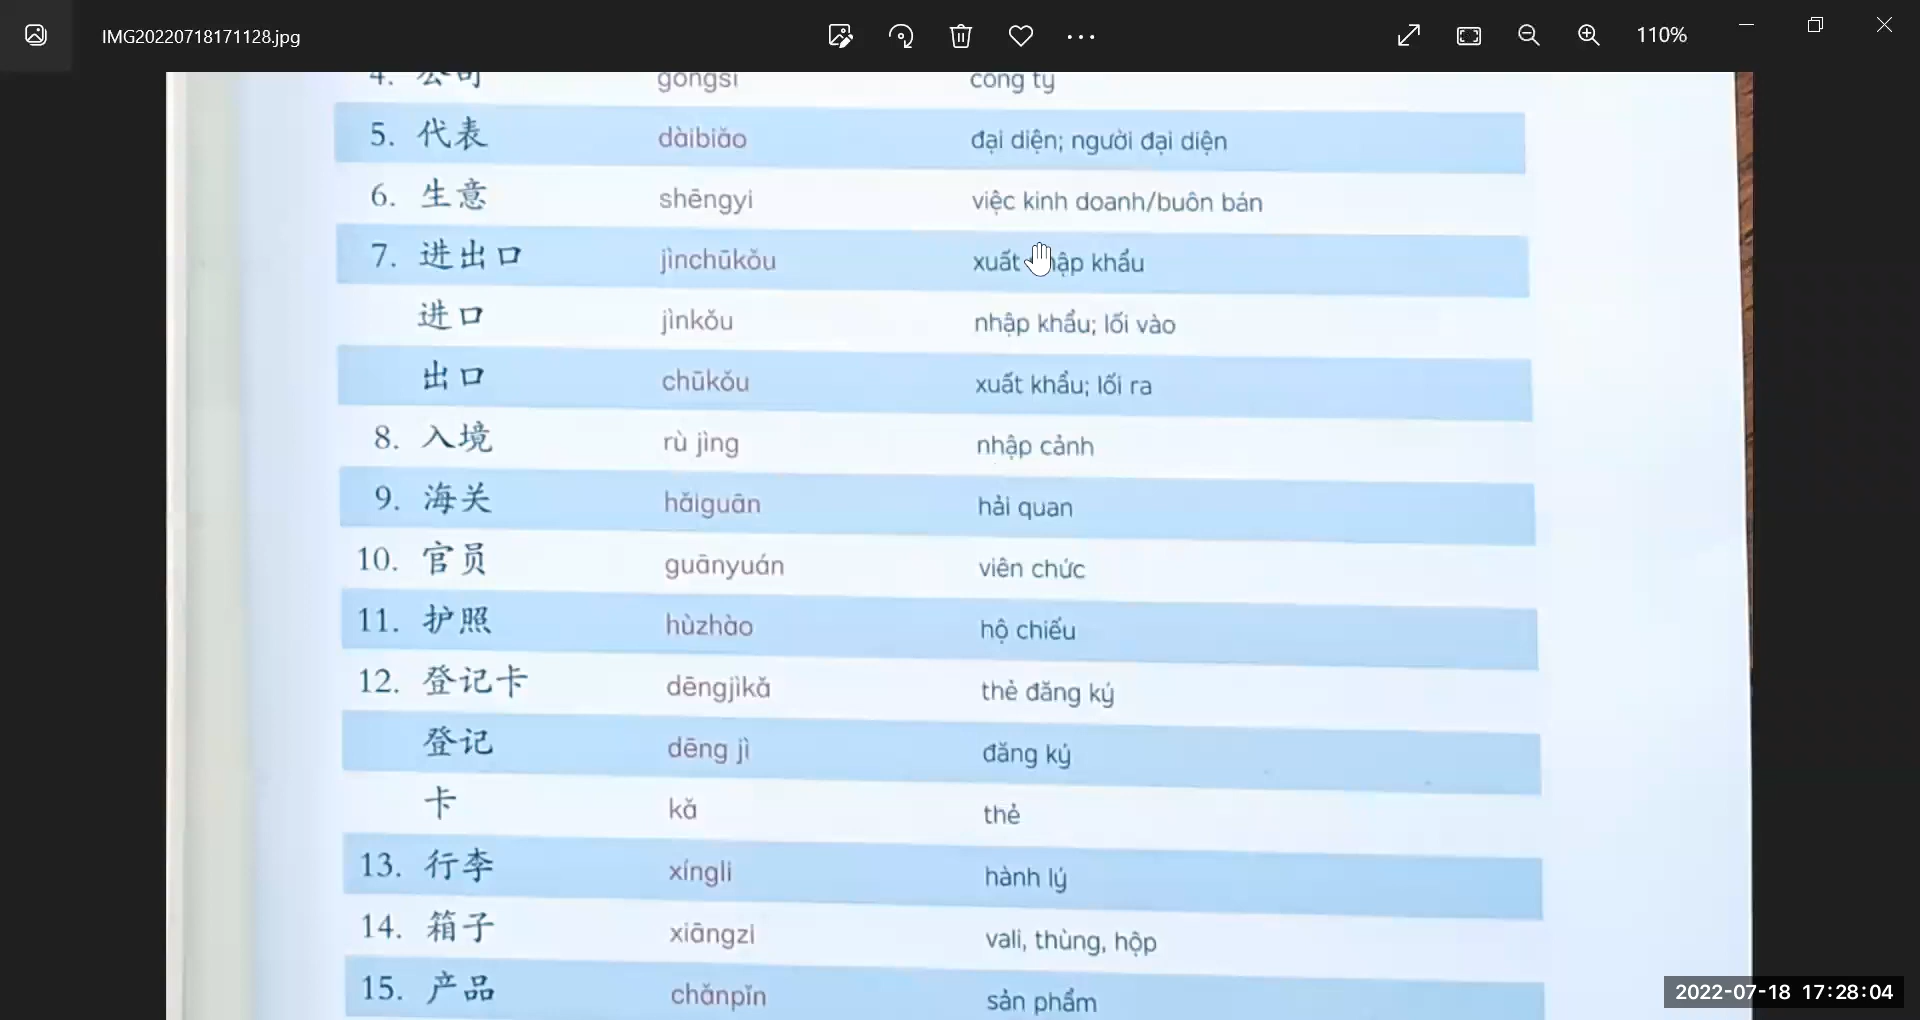 IMG20220718171128.jpg
110%
4. 公司 gōngsī công ty
5. 代表 dàibiǎo đại diện; người đại diện
6. 生意 shēngyi việc kinh doanh/buôn bán
7. 进出口 jìnchūkǒu xuất nhập khẩu
进口 jìnkǒu nhập khẩu; lối vào
出口 chūkǒu xuất khẩu; lối ra
8. 入境 rù jìng nhập cảnh
9. 海关 hǎiguān hải quan
10. 官员 guānyuán viên chức
11. 护照 hùzhào hộ chiếu
12. 登记卡 dēngjìkǎ thẻ đăng ký
登记 dēng jì đăng ký
卡 kǎ thẻ
13. 行李 xíngli hành lý
14. 箱子 xiāngzi vali, thùng, hộp
15. 产品 chǎnpǐn sản phẩm
2022-07-18 17:28:04